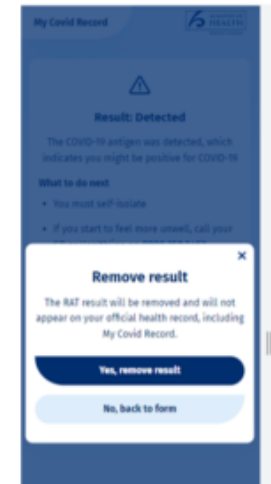 My Covid Record
HEALTH
Result: Detected
The COVID-19 antigen was detected, which
indicates you might be positive for COVID-19
What to do next
• You must self-isolate
• If you start to feel more unwell, call your
×
Remove result
The RAT result will be removed and will not
appear on your official health record, including
My Covid Record.
Yes, remove result
No, back to form